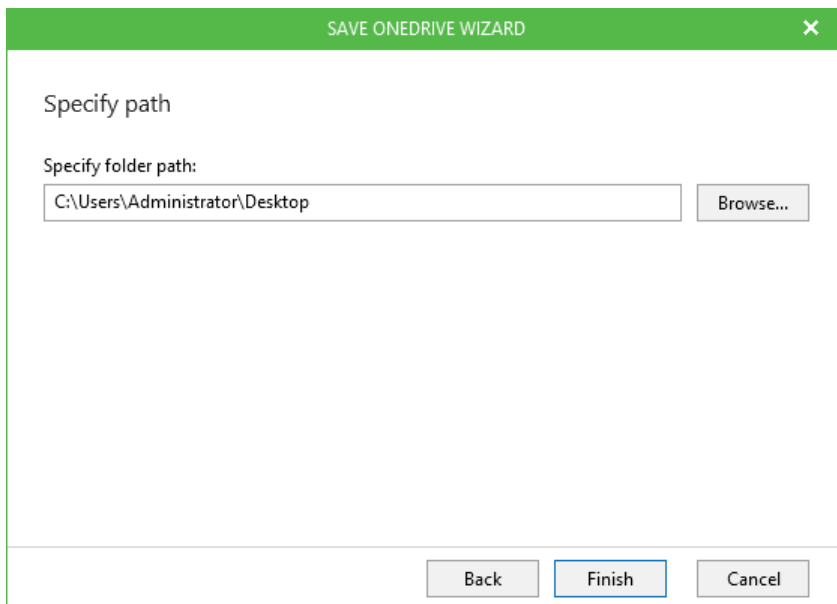 SAVE ONEDRIVE WIZARD
Specify path
Specify folder path:
C:\Users\Administrator\Desktop
Browse...
Back Finish Cancel